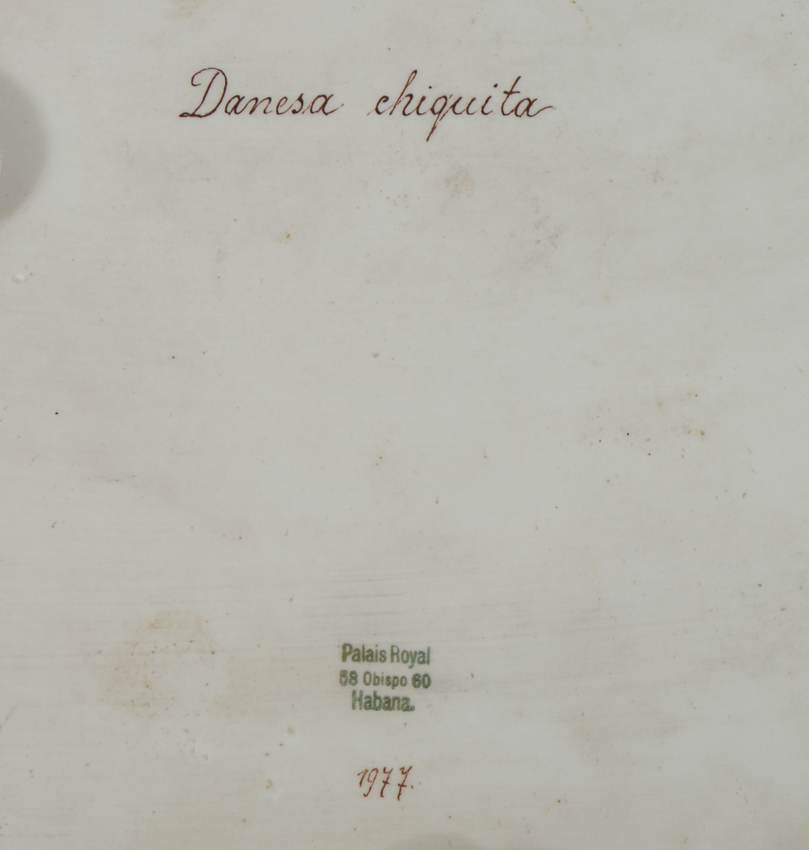 Danesa chiquita
Palais Royal
58 Obispo 60
Habana.
1977.